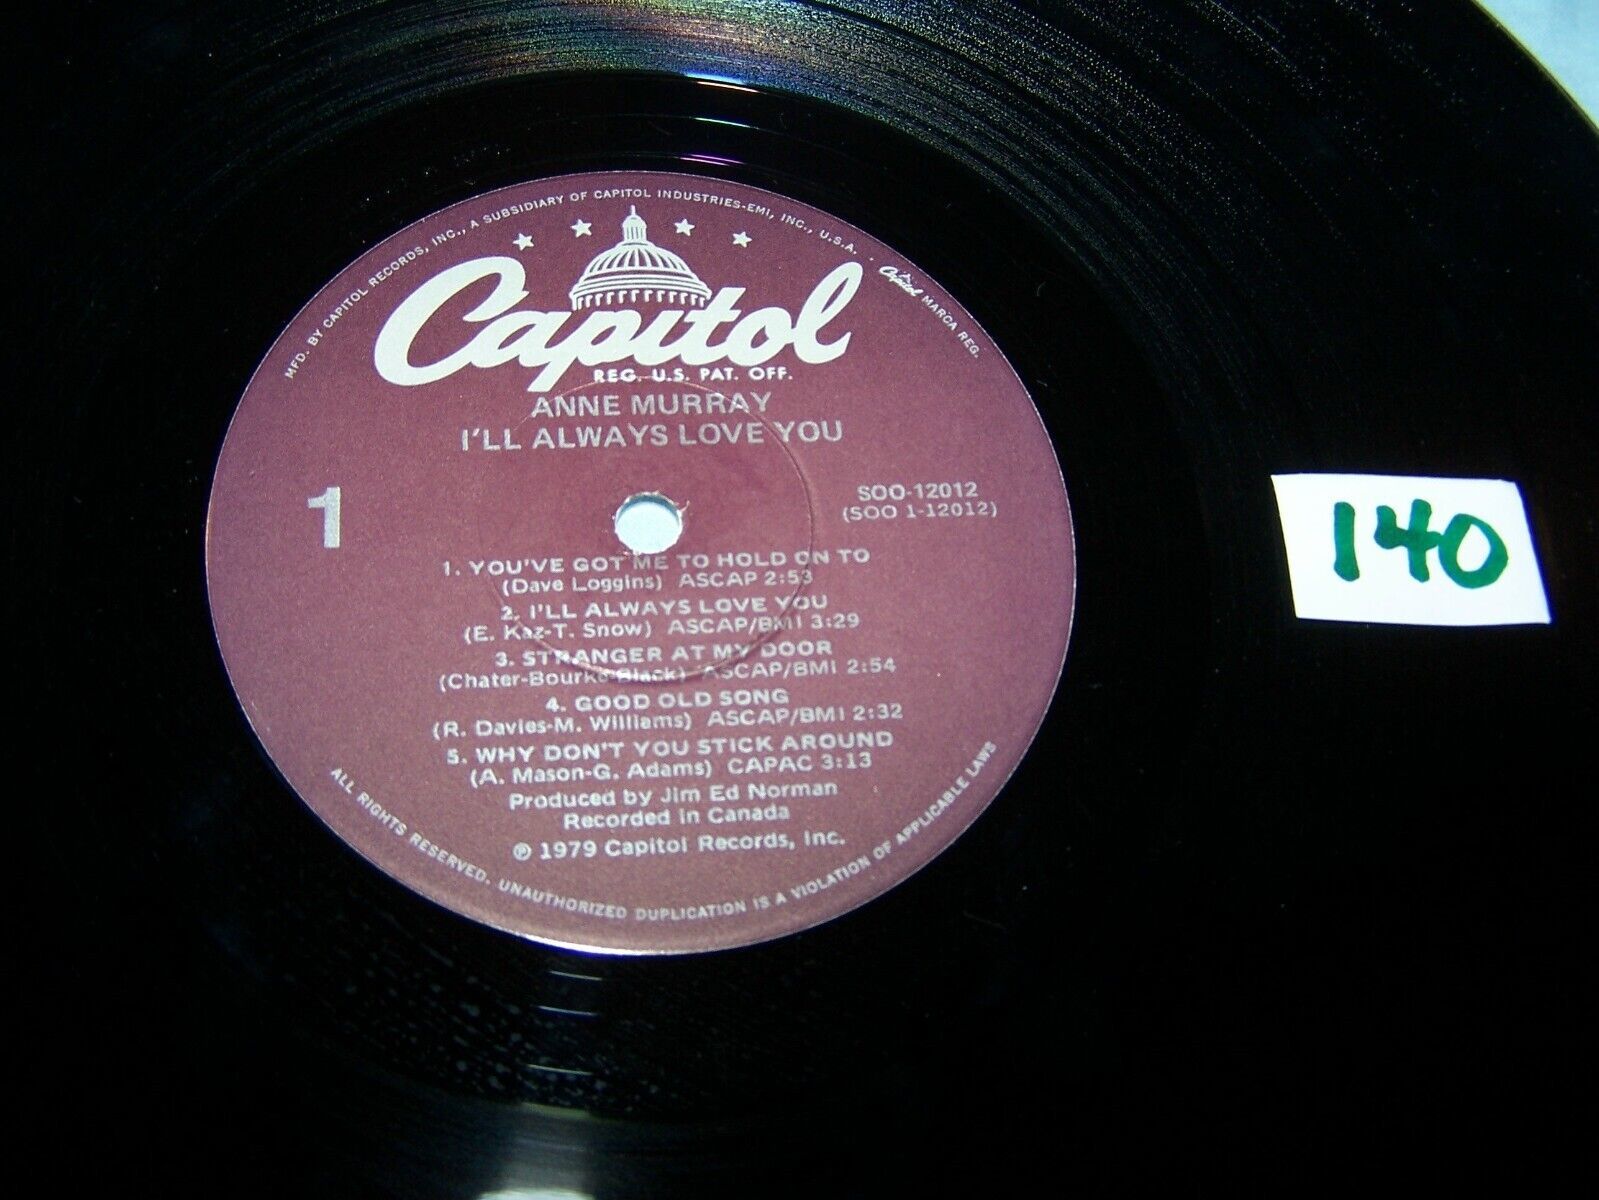 MFD. BY CAPITOL RECORDS, INC., A SUBSIDIARY OF CAPITOL INDUSTRIES-EMI, INC., U.S.A. . Capitol MARCA REG.
Capitol
REG. U.S. PAT. OFF.
ANNE MURRAY
I'LL ALWAYS LOVE YOU
1
SOO-12012
(SOO 1-12012)
140
1. YOU'VE GOT ME TO HOLD ON TO
(Dave Loggins) ASCAP 2:53
2. I'LL ALWAYS LOVE YOU
(E. Kaz-T. Snow) ASCAP/BMI 3:29
3. STRANGER AT MY DOOR
(Chater-Bourke-Black) ASCAP/BMI 2:54
4. GOOD OLD SONG
(R. Davies-M. Williams) ASCAP/BMI 2:32
5. WHY DON'T YOU STICK AROUND
(A. Mason-G. Adams) CAPAC 3:13
Produced by Jim Ed Norman
Recorded in Canada
℗ 1979 Capitol Records, Inc.
ALL RIGHTS RESERVED. UNAUTHORIZED DUPLICATION IS A VIOLATION OF APPLICABLE LAWS